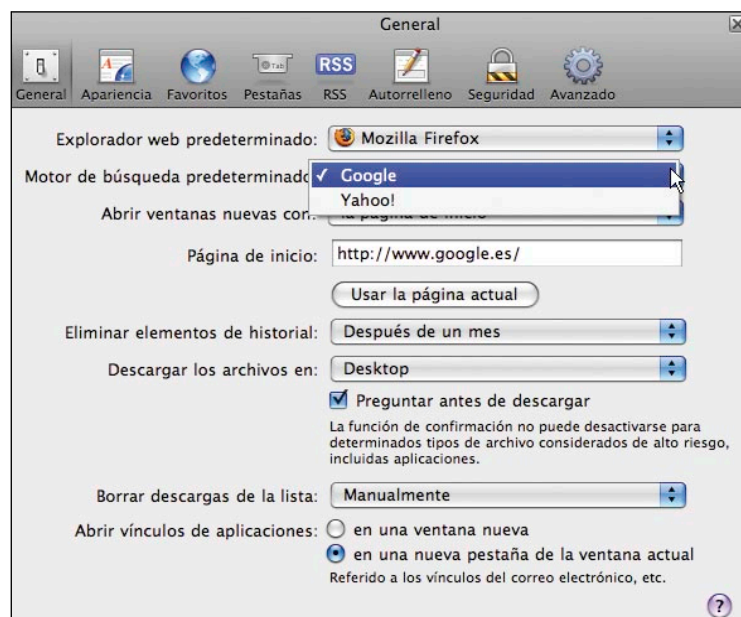 General
Tab
RSS
General Apariencia Favoritos Pestañas RSS Autorrelleno Seguridad Avanzado
Explorador web predeterminado: Mozilla Firefox
Motor de búsqueda predeterminado ✓ Google
Yahoo!
Abrir ventanas nuevas con: la página de inicio
Página de inicio: http://www.google.es/
Usar la página actual
Eliminar elementos de historial: Después de un mes
Descargar los archivos en: Desktop
Preguntar antes de descargar
La función de confirmación no puede desactivarse para
determinados tipos de archivo considerados de alto riesgo,
incluidas aplicaciones.
Borrar descargas de la lista: Manualmente
Abrir vínculos de aplicaciones: en una ventana nueva
en una nueva pestaña de la ventana actual
Referido a los vínculos del correo electrónico, etc.
?